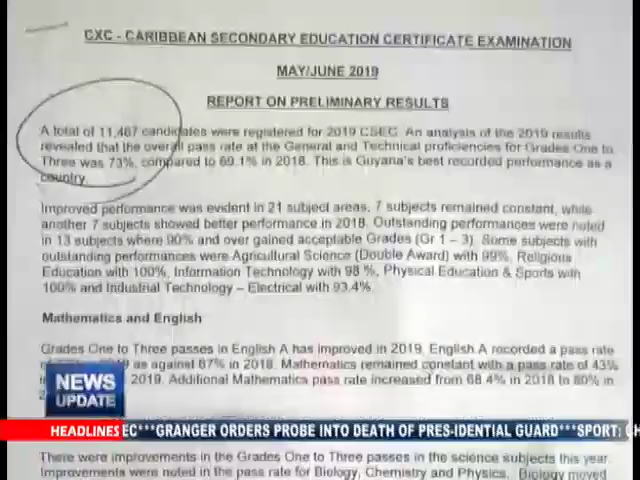 CXC - CARIBBEAN SECONDARY EDUCATION CERTIFICATE EXAMINATION
MAY/JUNE 2019
REPORT ON PRELIMINARY RESULTS
A total of 11,467 candidates were registered for 2019 CSEC. An analysis of the 2019 results
revealed that the overall pass rate at the General and Technical proficiencies for Grades One to
Three was 73%, compared to 69.1% in 2018. This is Guyana's best recorded performance as a
country.
Improved performance was evident in 21 subject areas, 7 subjects remained constant, while
another 7 subjects showed better performance in 2018. Outstanding performances were noted
in 13 subjects where 90% and over gained acceptable Grades (Gr 1 – 3). Some subjects with
outstanding performances were Agricultural Science (Double Award) with 99%, Religious
Education with 100%, Information Technology with 98 %, Physical Education & Sports with
100% and Industrial Technology – Electrical with 93.4%.
Mathematics and English
Grades One to Three passes in English A has improved in 2019. English A recorded a pass rate
as against 67% in 2018. Mathematics remained constant with a pass rate of 43%
2019. Additional Mathematics pass rate increased from 68.4% in 2018 to 80% in
NEWS
UPDATE
HEADLINES EC***GRANGER ORDERS PROBE INTO DEATH OF PRES-IDENTIAL GUARD***SPORT:
There were improvements in the Grades One to Three passes in the science subjects this year.
Improvements were noted in the pass rate for Biology, Chemistry and Physics. Biology moved